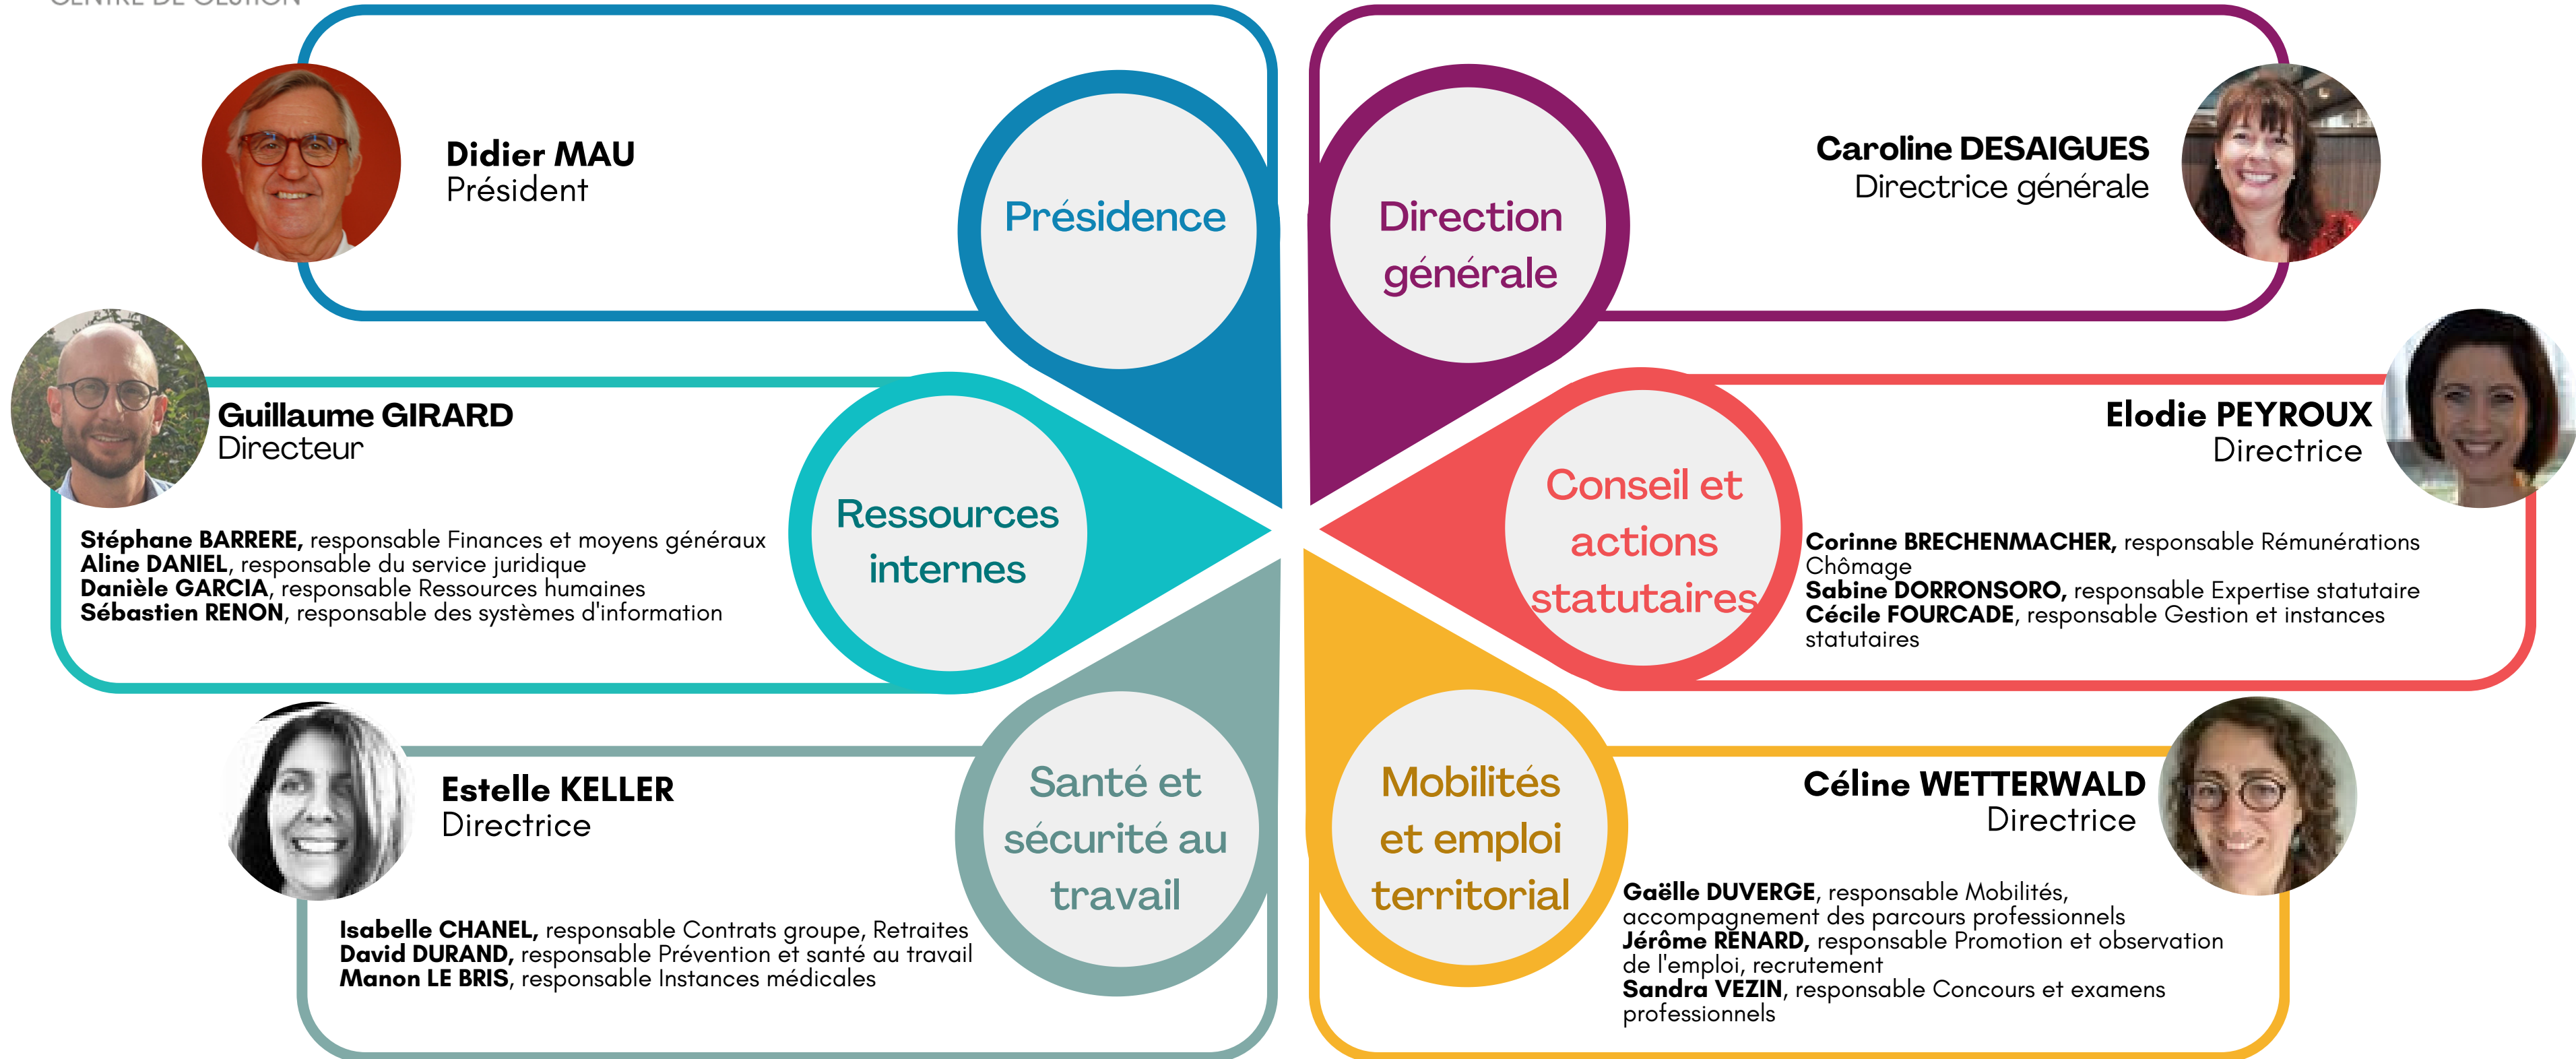 CENTRE DE GESTION
Didier MAU
Président
Présidence
Direction
générale
Caroline DESAIGUES
Directrice générale
Guillaume GIRARD
Directeur
Stéphane BARRERE, responsable Finances et moyens généraux
Aline DANIEL, responsable du service juridique
Danièle GARCIA, responsable Ressources humaines
Sébastien RENON, responsable des systèmes d'information
Ressources
internes
Conseil et
actions
statutaires
Elodie PEYROUX
Directrice
Corinne BRECHENMACHER, responsable Rémunérations
Chômage
Sabine DORRONSORO, responsable Expertise statutaire
Cécile FOURCADE, responsable Gestion et instances
statutaires
Estelle KELLER
Directrice
Isabelle CHANEL, responsable Contrats groupe, Retraites
David DURAND, responsable Prévention et santé au travail
Manon LE BRIS, responsable Instances médicales
Santé et
sécurité au
travail
Mobilités
et emploi
territorial
Céline WETTERWALD
Directrice
Gaëlle DUVERGE, responsable Mobilités,
accompagnement des parcours professionnels
Jérôme RENARD, responsable Promotion et observation
de l'emploi, recrutement
Sandra VEZIN, responsable Concours et examens
professionnels